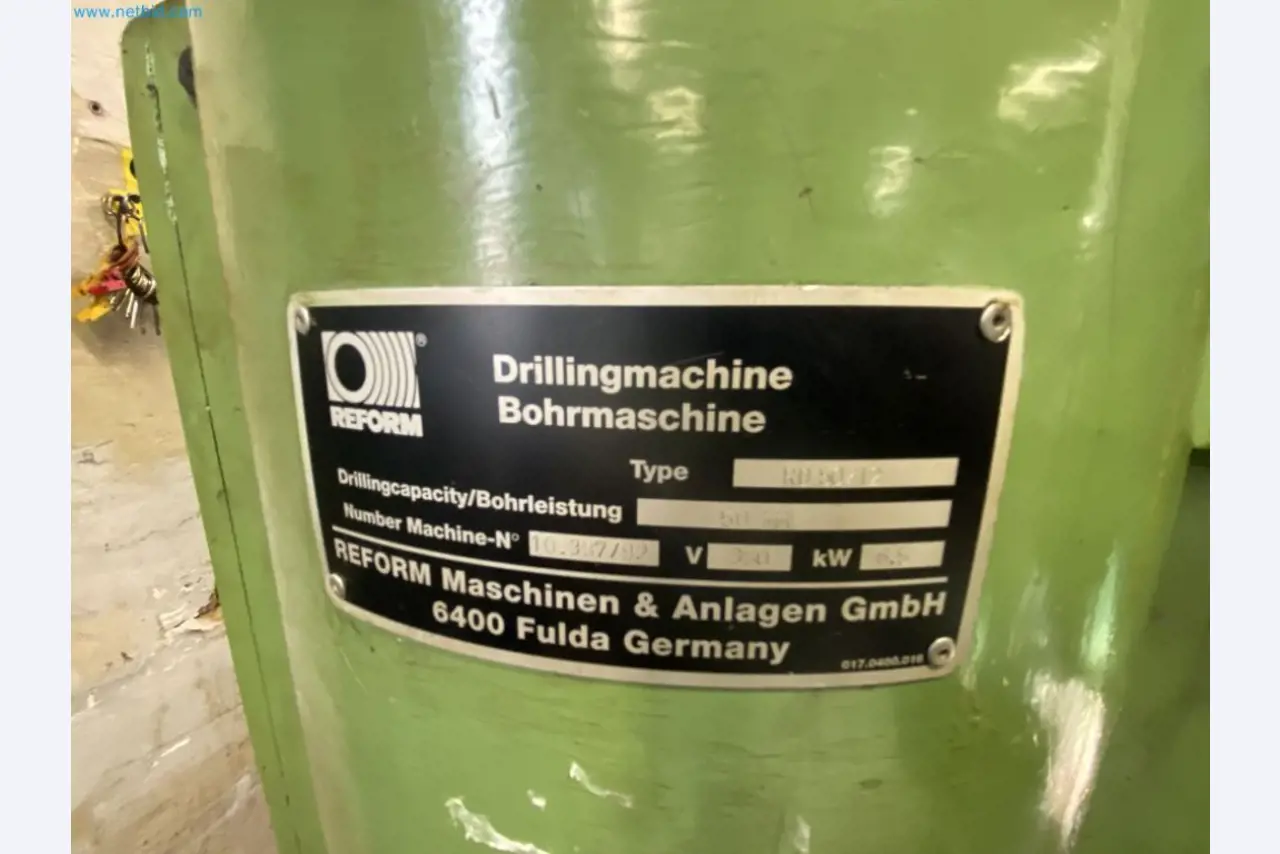 www.netbid.com
REFORM®
Drillingmachine
Bohrmaschine
Type
Drillingcapacity/Bohrleistung
Number Machine-N° V kW
REFORM Maschinen & Anlagen GmbH
6400 Fulda Germany
017.0400.016